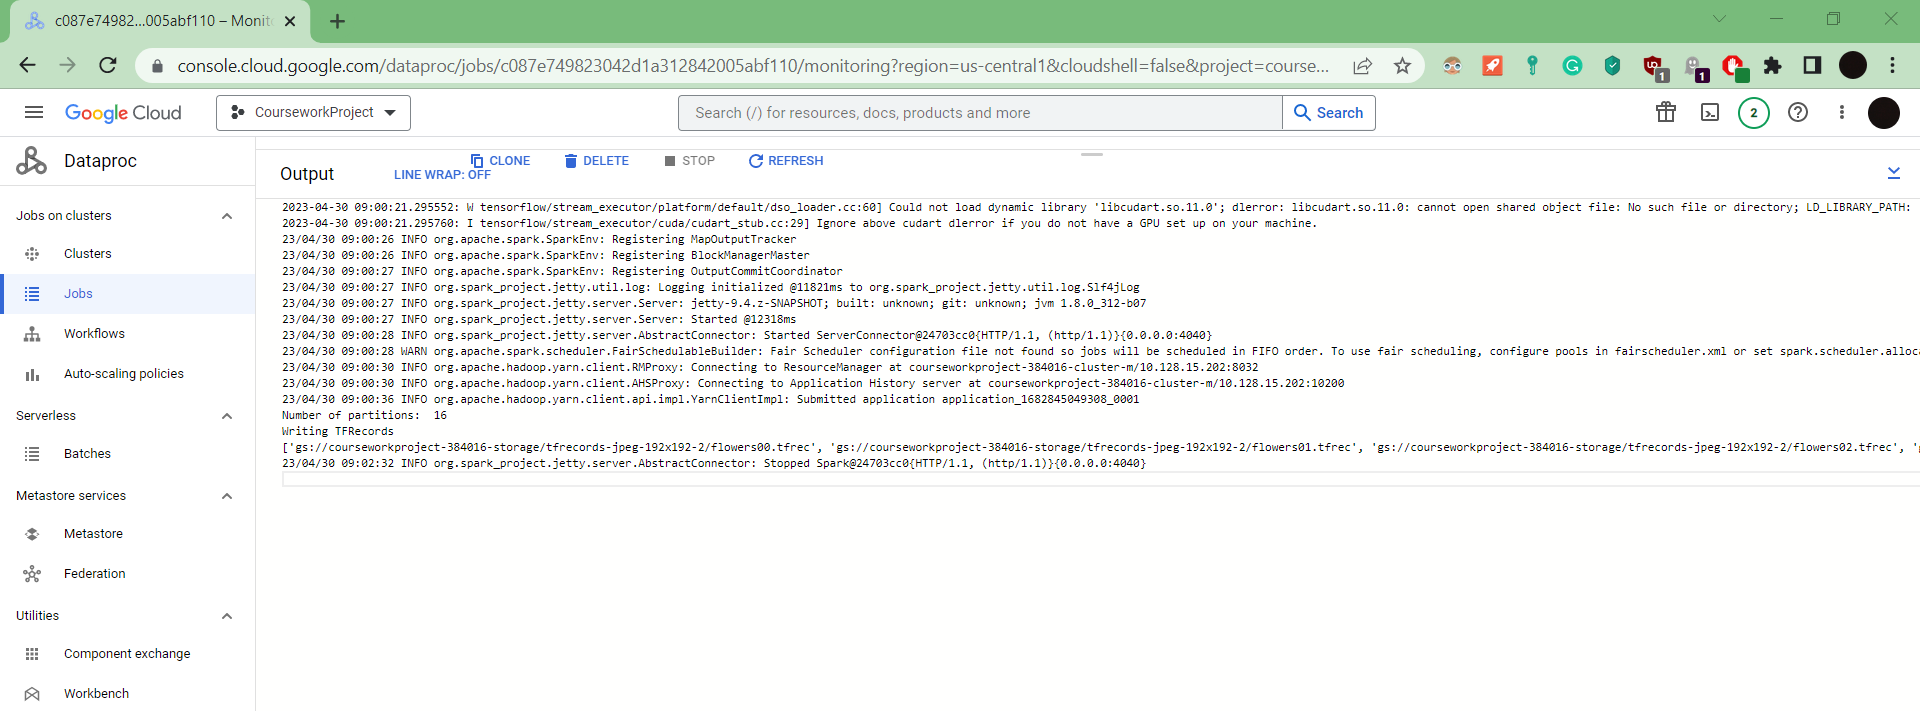 c087e74982...005abf110 – Monit
console.cloud.google.com/dataproc/jobs/c087e749823042d1a312842005abf110/monitoring?region=us-central1&cloudshell=false&project=course...
1
1
Google Cloud
CourseworkProject
Search (/) for resources, docs, products and more
Search
2
Dataproc
CLONE
DELETE
STOP
REFRESH
Output
LINE WRAP: OFF
Jobs on clusters
Clusters
Jobs
Workflows
Auto-scaling policies
Serverless
Batches
Metastore services
Metastore
Federation
Utilities
Component exchange
Workbench
2023-04-30 09:00:21.295552: W tensorflow/stream_executor/platform/default/dso_loader.cc:60] Could not load dynamic library 'libcudart.so.11.0'; dlerror: libcudart.so.11.0: cannot open shared object file: No such file or directory; LD_LIBRARY_PATH:
2023-04-30 09:00:21.295760: I tensorflow/stream_executor/cuda/cudart_stub.cc:29] Ignore above cudart dlerror if you do not have a GPU set up on your machine.
23/04/30 09:00:26 INFO org.apache.spark.SparkEnv: Registering MapOutputTracker
23/04/30 09:00:26 INFO org.apache.spark.SparkEnv: Registering BlockManagerMaster
23/04/30 09:00:27 INFO org.apache.spark.SparkEnv: Registering OutputCommitCoordinator
23/04/30 09:00:27 INFO org.spark_project.jetty.util.log: Logging initialized @11821ms to org.spark_project.jetty.util.log.Slf4jLog
23/04/30 09:00:27 INFO org.spark_project.jetty.server.Server: jetty-9.4.z-SNAPSHOT; built: unknown; git: unknown; jvm 1.8.0_312-b07
23/04/30 09:00:27 INFO org.spark_project.jetty.server.Server: Started @12318ms
23/04/30 09:00:28 INFO org.spark_project.jetty.server.AbstractConnector: Started ServerConnector@24703cc0{HTTP/1.1, (http/1.1)}{0.0.0.0:4040}
23/04/30 09:00:28 WARN org.apache.spark.scheduler.FairSchedulableBuilder: Fair Scheduler configuration file not found so jobs will be scheduled in FIFO order. To use fair scheduling, configure pools in fairscheduler.xml or set spark.scheduler.alloc
23/04/30 09:00:30 INFO org.apache.hadoop.yarn.client.RMProxy: Connecting to ResourceManager at courseworkproject-384016-cluster-m/10.128.15.202:8032
23/04/30 09:00:30 INFO org.apache.hadoop.yarn.client.AHSProxy: Connecting to Application History server at courseworkproject-384016-cluster-m/10.128.15.202:10200
23/04/30 09:00:36 INFO org.apache.hadoop.yarn.client.api.impl.YarnClientImpl: Submitted application application_1682845049308_0001
Number of partitions:  16
Writing TFRecords
['gs://courseworkproject-384016-storage/tfrecords-jpeg-192x192-2/flowers00.tfrec', 'gs://courseworkproject-384016-storage/tfrecords-jpeg-192x192-2/flowers01.tfrec', 'gs://courseworkproject-384016-storage/tfrecords-jpeg-192x192-2/flowers02.tfrec', 'g
23/04/30 09:02:32 INFO org.spark_project.jetty.server.AbstractConnector: Stopped Spark@24703cc0{HTTP/1.1, (http/1.1)}{0.0.0.0:4040}